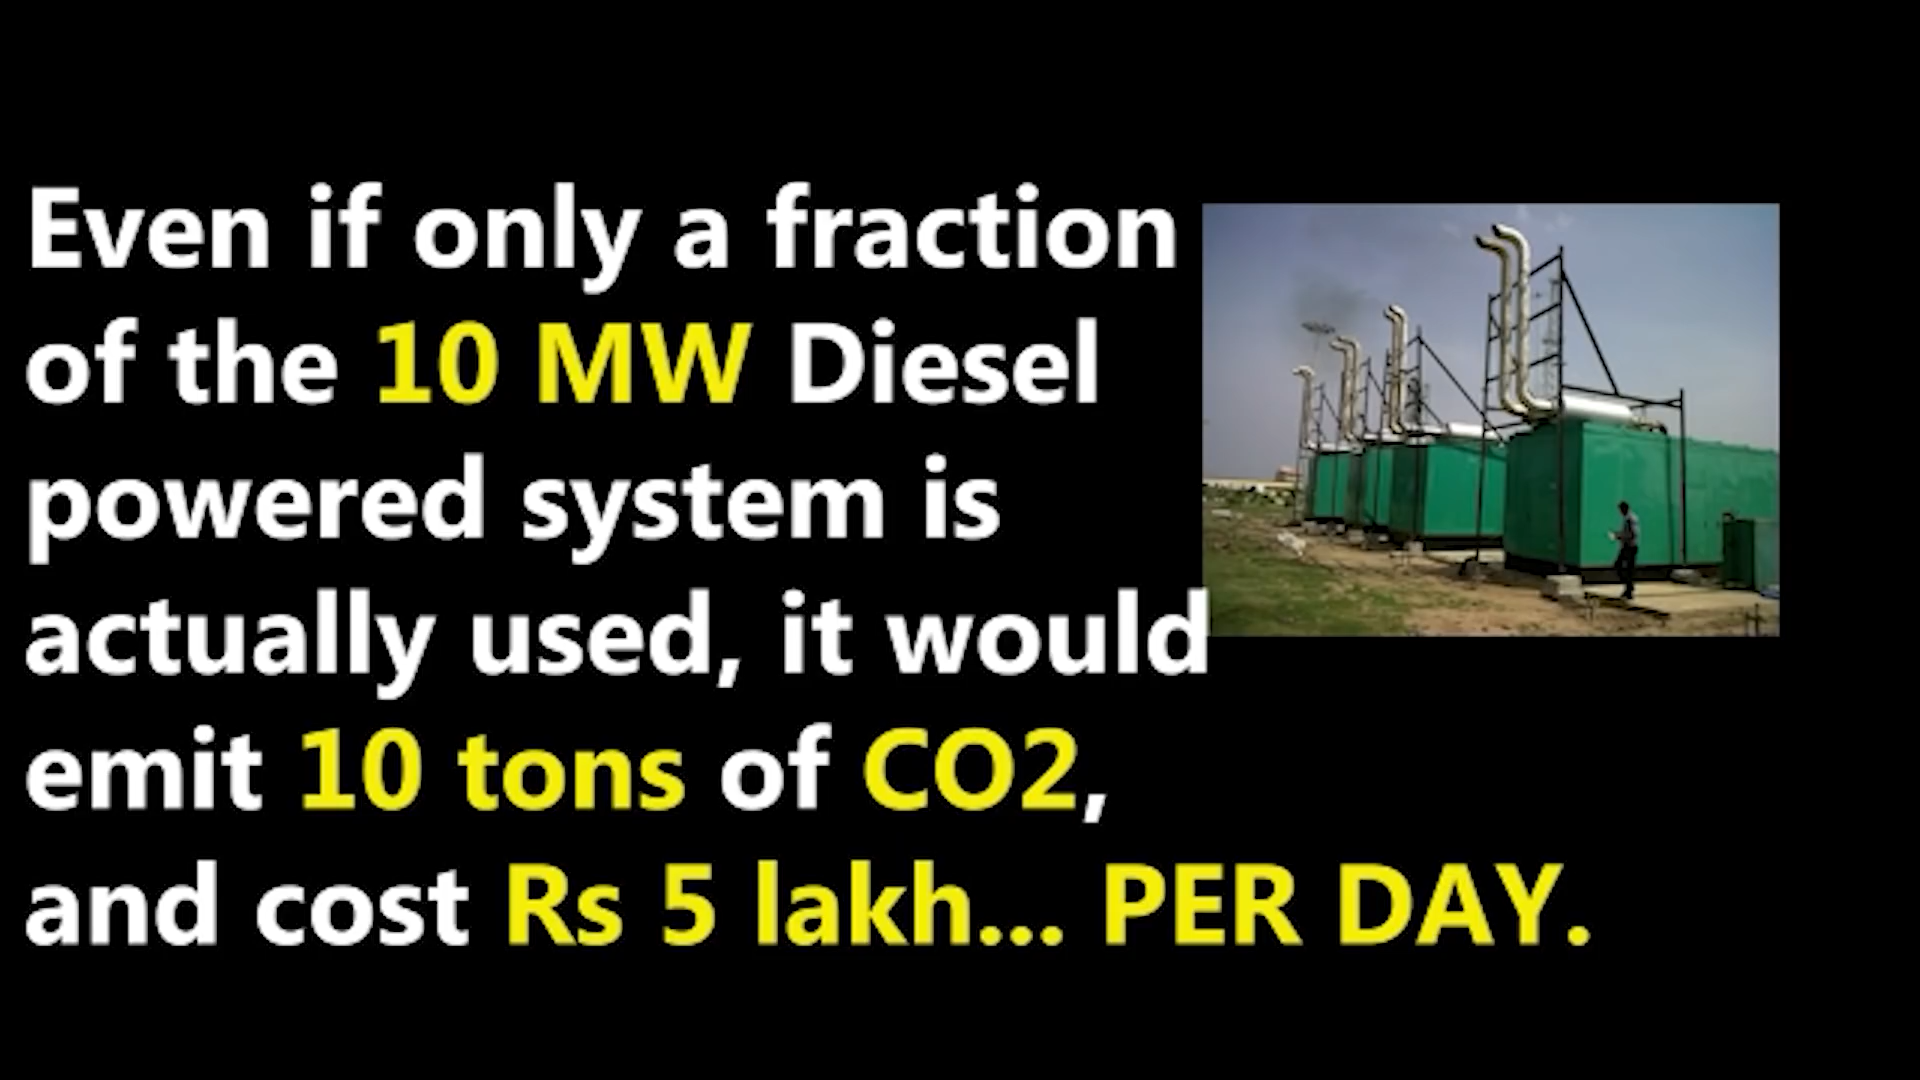 Even if only a fraction
of the 10 MW Diesel
powered system is
actually used, it would
emit 10 tons of CO2,
and cost Rs 5 lakh... PER DAY.